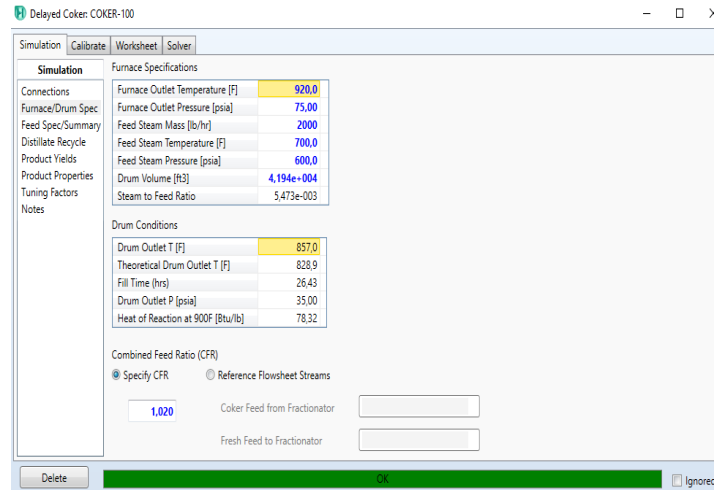 Delayed Coker: COKER-100
Simulation Calibrate Worksheet Solver
Simulation
Connections
Furnace/Drum Spec
Feed Spec/Summary
Distillate Recycle
Product Yields
Product Properties
Tuning Factors
Notes
Furnace Specifications
Furnace Outlet Temperature [F] 920,0
Furnace Outlet Pressure [psia] 75,00
Feed Steam Mass [lb/hr] 2000
Feed Steam Temperature [F] 700,0
Feed Steam Pressure [psia] 600,0
Drum Volume [ft3] 4,194e+004
Steam to Feed Ratio 5,473e-003
Drum Conditions
Drum Outlet T [F] 857,0
Theoretical Drum Outlet T [F] 828,9
Fill Time (hrs) 26,43
Drum Outlet P [psia] 35,00
Heat of Reaction at 900F [Btu/lb] 78,32
Combined Feed Ratio (CFR)
Specify CFR Reference Flowsheet Streams
1,020 Coker Feed from Fractionator
Fresh Feed to Fractionator
Delete OK Ignored